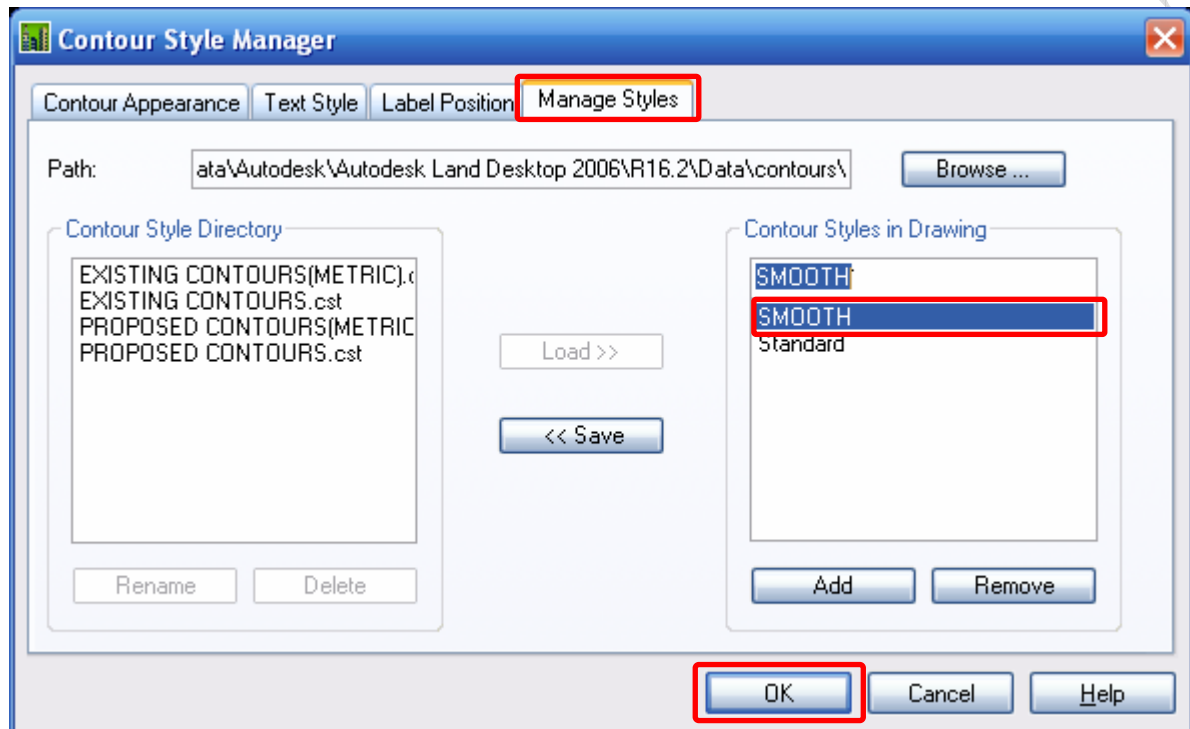 Contour Style Manager
Contour Appearance Text Style Label Position Manage Styles
Path: ata\Autodesk\Autodesk Land Desktop 2006\R16.2\Data\contours\ Browse ...
Contour Style Directory
EXISTING CONTOURS(METRIC).c
EXISTING CONTOURS.cst
PROPOSED CONTOURS(METRIC
PROPOSED CONTOURS.cst
Rename Delete
Load >>
<< Save
Contour Styles in Drawing
SMOOTH
SMOOTH
Standard
Add Remove
OK Cancel Help